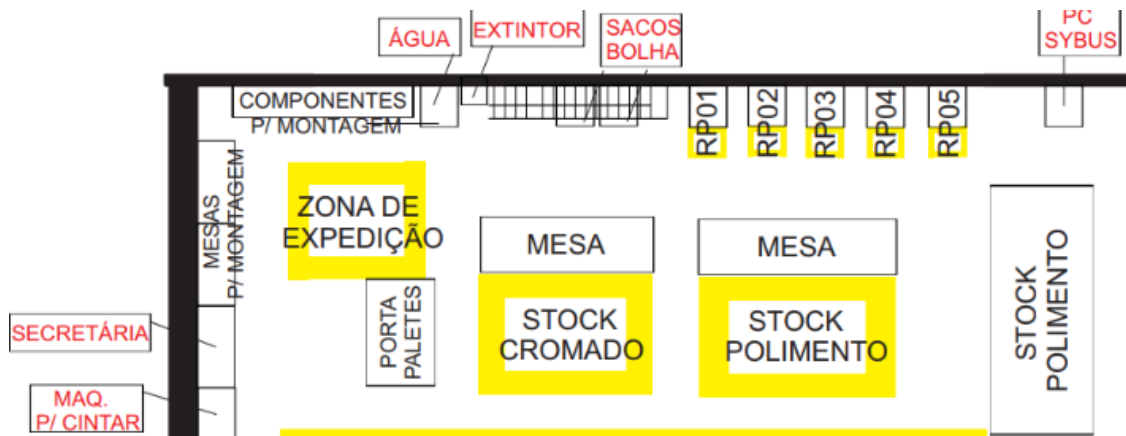 ÁGUA
EXTINTOR
SACOS
BOLHA
PC
SYBUS
COMPONENTES
P/ MONTAGEM
RP01
RP02
RP03
RP04
RP05
MESAS
P/ MONTAGEM
ZONA DE
EXPEDIÇÃO
MESA
MESA
STOCK
POLIMENTO
PORTA
PALETES
STOCK
CROMADO
STOCK
POLIMENTO
SECRETÁRIA
MAQ.
P/ CINTAR